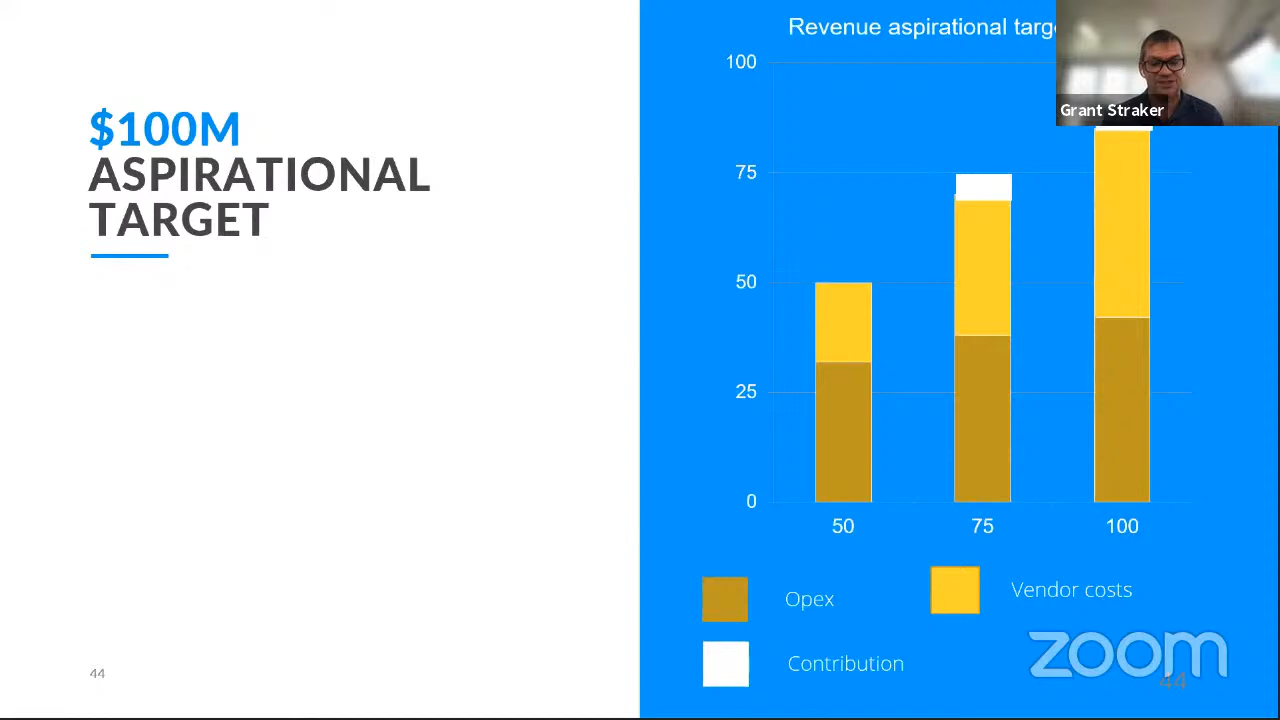 $100M
ASPIRATIONAL
TARGET
44
Revenue aspirational
Grant Straker
100
75
50
25
0
50 75 100
Opex
Vendor costs
Contribution
zoom
44